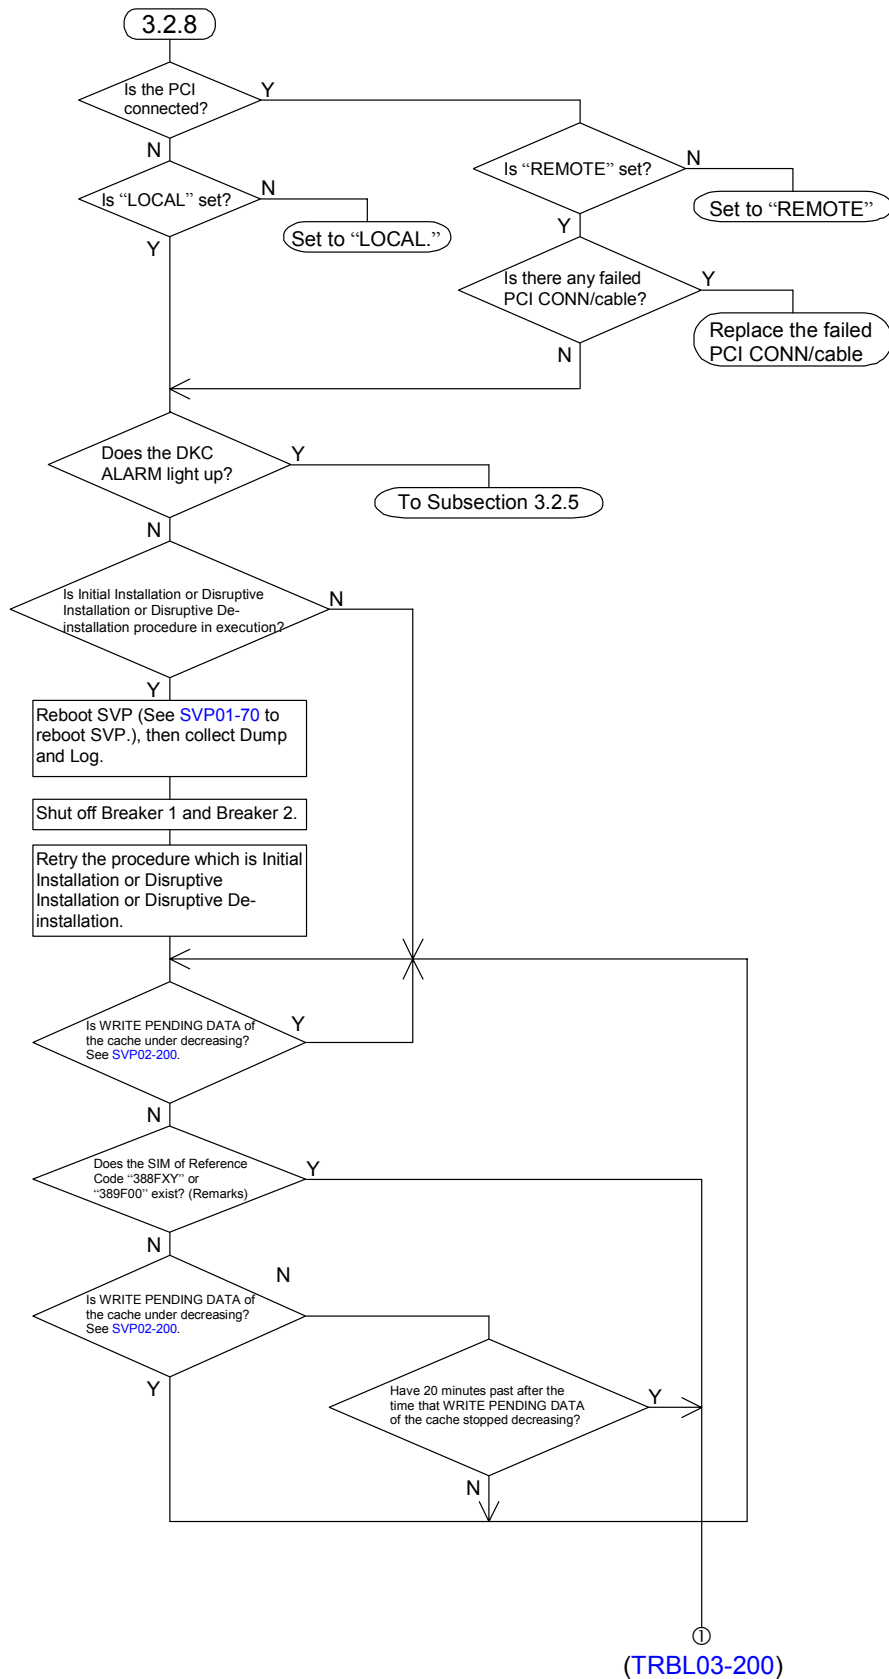 3.2.8
Is the PCI
connected?
Y
N
Is “LOCAL” set?
N
Set to “LOCAL.”
Y
Is “REMOTE” set?
N
Set to “REMOTE”
Y
Is there any failed
PCI CONN/cable?
Y
Replace the failed
PCI CONN/cable
N
Does the DKC
ALARM light up?
Y
To Subsection 3.2.5
N
Is Initial Installation or Disruptive
Installation or Disruptive De-
installation procedure in execution?
N
Y
Reboot SVP (See SVP01-70 to
reboot SVP.), then collect Dump
and Log.
Shut off Breaker 1 and Breaker 2.
Retry the procedure which is Initial
Installation or Disruptive
Installation or Disruptive De-
installation.
Is WRITE PENDING DATA of
the cache under decreasing?
See SVP02-200.
Y
N
Does the SIM of Reference
Code “388FXY” or
“389F00” exist? (Remarks)
Y
N
Is WRITE PENDING DATA of
the cache under decreasing?
See SVP02-200.
N
Y
Have 20 minutes past after the
time that WRITE PENDING DATA
of the cache stopped decreasing?
Y
N
①
(TRBL03-200)